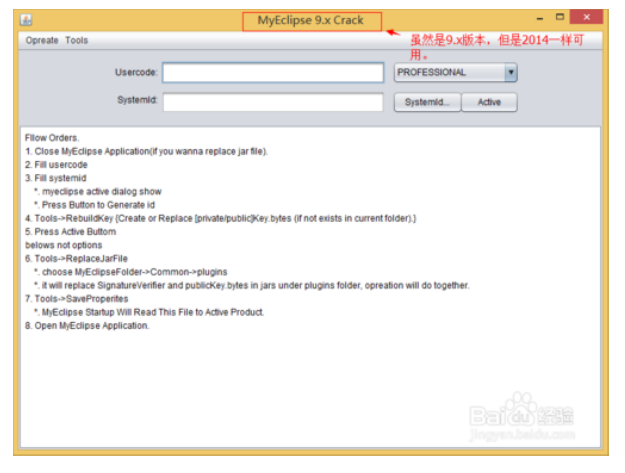 MyEclipse 9.x Crack
虽然是9.x版本，但是2014一样可
用。
Opreate Tools
Usercode:
PROFESSIONAL
Systemid:
SystemId...
Active
Fllow Orders.
1. Close MyEclipse Application(if you wanna replace jar file).
2. Fill usercode
3. Fill systemid
*. myeclipse active dialog show
*. Press Button to Generate id
4. Tools->RebuildKey {Create or Replace [private/public]Key.bytes (if not exists in current folder).}
5. Press Active Buttom
belows not options
6. Tools->ReplaceJarFile
*. choose MyEclipseFolder->Common->plugins
*. it will replace SignatureVerifier and publicKey.bytes in jars under plugins folder, opreation will do together.
7. Tools->SaveProperites
*. MyEclipse Startup Will Read This File to Active Product.
8. Open MyEclipse Application.
Bai 经验
jingyan.baidu.com